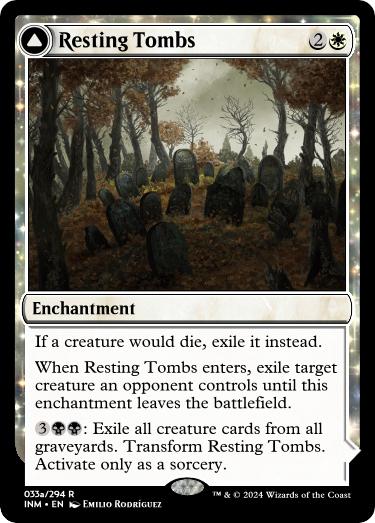 Resting Tombs 2
Enchantment
If a creature would die, exile it instead.
When Resting Tombs enters, exile target
creature an opponent controls until this
enchantment leaves the battlefield.
3: Exile all creature cards from all
graveyards. Transform Resting Tombs.
Activate only as a sorcery.
033a/294 R
INM • EN Emilio Rodríguez
™ & © 2024 Wizards of the Coast